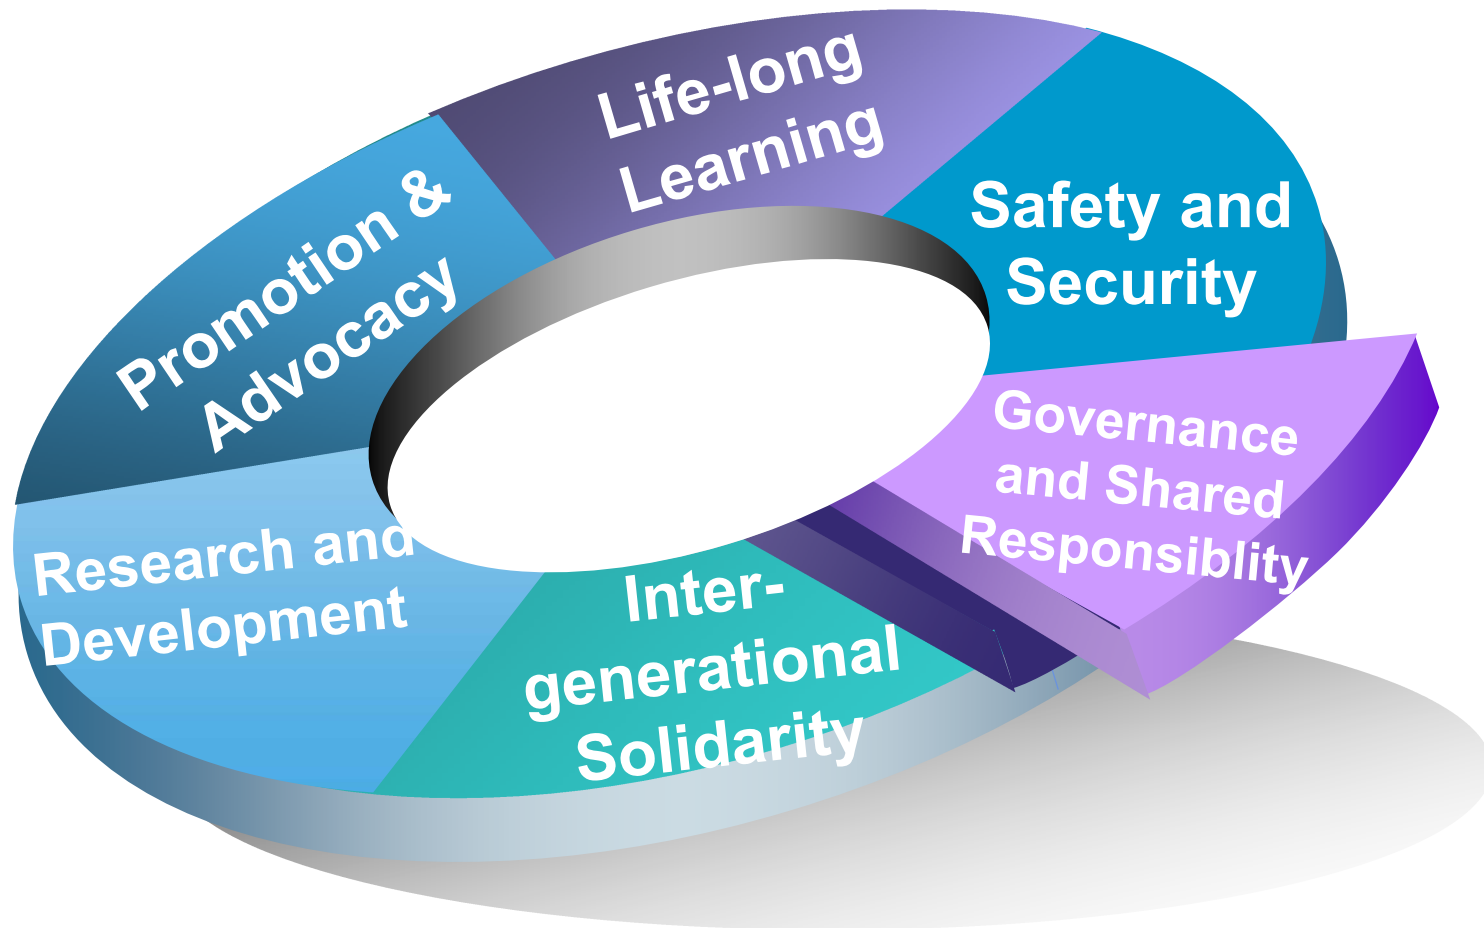 Life-long
Learning
Safety and
Security
Governance
and Shared
Responsiblity
Inter-
generational
Solidarity
Research and
Development
Promotion &
Advocacy